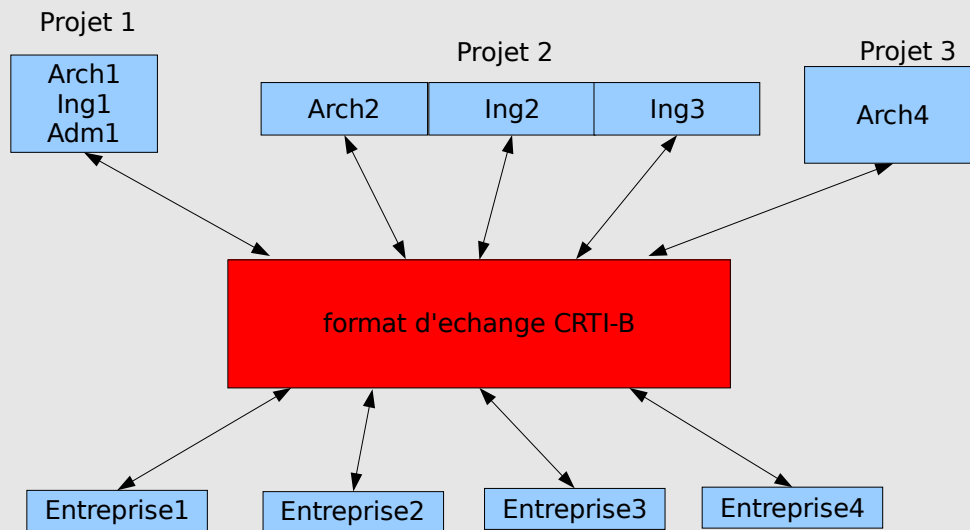 Projet 1
Projet 2
Projet 3
Arch1
Ing1
Adm1
Arch2
Ing2
Ing3
Arch4
format d'echange CRTI-B
Entreprise1
Entreprise2
Entreprise3
Entreprise4